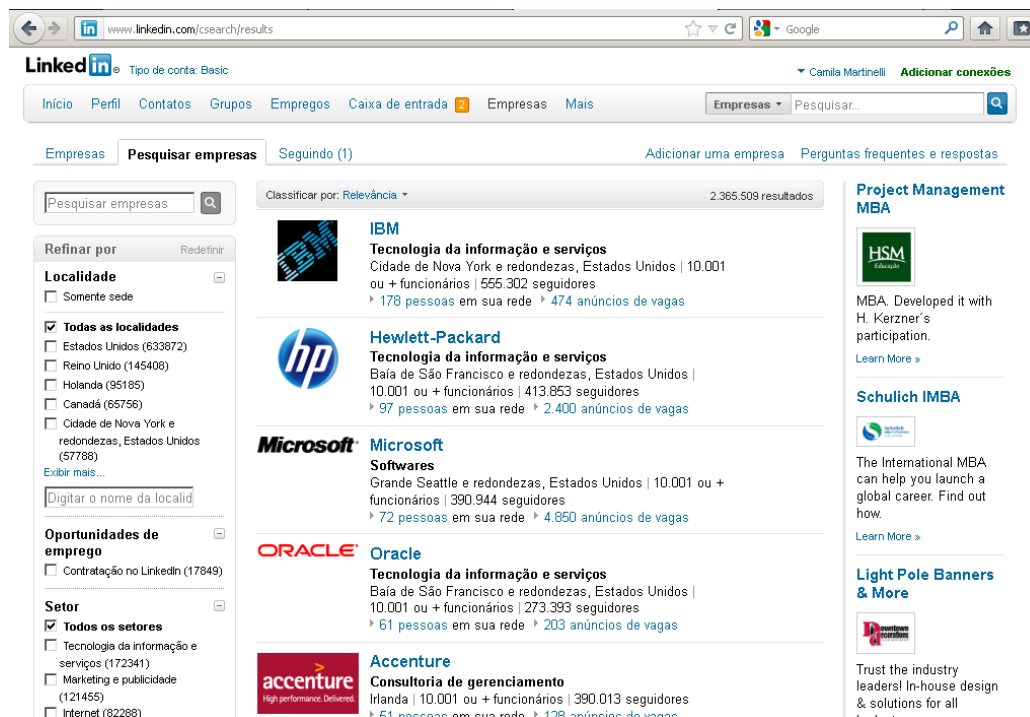 www.linkedin.com/csearch/results
Google
Linked in® Tipo de conta: Basic
Camila Martinelli Adicionar conexões
Início Perfil Contatos Grupos Empregos Caixa de entrada 2 Empresas Mais
Empresas Pesquisar...
Empresas Pesquisar empresas Seguindo (1)
Adicionar uma empresa Perguntas frequentes e respostas
Pesquisar empresas
Refinar por Redefinir
Localidade
Somente sede
Todas as localidades
Estados Unidos (633872)
Reino Unido (145408)
Holanda (95185)
Canadá (65756)
Cidade de Nova York e
redondezas, Estados Unidos
(57788)
Exibir mais...
Digitar o nome da localid
Oportunidades de
emprego
Contratação no LinkedIn (17849)
Setor
Todos os setores
Tecnologia da informação e
serviços (172341)
Marketing e publicidade
(121455)
Internet (82288)
Classificar por: Relevância 2.365.509 resultados
IBM
IBM
Tecnologia da informação e serviços
Cidade de Nova York e redondezas, Estados Unidos | 10.001
ou + funcionários | 555.302 seguidores
178 pessoas em sua rede 474 anúncios de vagas
hp
Hewlett-Packard
Tecnologia da informação e serviços
Baía de São Francisco e redondezas, Estados Unidos |
10.001 ou + funcionários | 413.853 seguidores
97 pessoas em sua rede 2.400 anúncios de vagas
Microsoft
Microsoft
Softwares
Grande Seattle e redondezas, Estados Unidos | 10.001 ou +
funcionários | 390.944 seguidores
72 pessoas em sua rede 4.850 anúncios de vagas
ORACLE
Oracle
Tecnologia da informação e serviços
Baía de São Francisco e redondezas, Estados Unidos |
10.001 ou + funcionários | 273.393 seguidores
61 pessoas em sua rede 203 anúncios de vagas
accenture
High performance. Delivered.
Accenture
Consultoria de gerenciamento
Irlanda | 10.001 ou + funcionários | 390.013 seguidores
51 pessoas em sua rede 128 anúncios de vagas
Project Management
MBA
HSM
Educação
MBA. Developed it with
H. Kerzner´s
participation.
Learn More »
Schulich IMBA
The International MBA
can help you launch a
global career. Find out
how.
Learn More »
Light Pole Banners
& More
Downtown
Decorations
Trust the industry
leaders! In-house design
& solutions for all